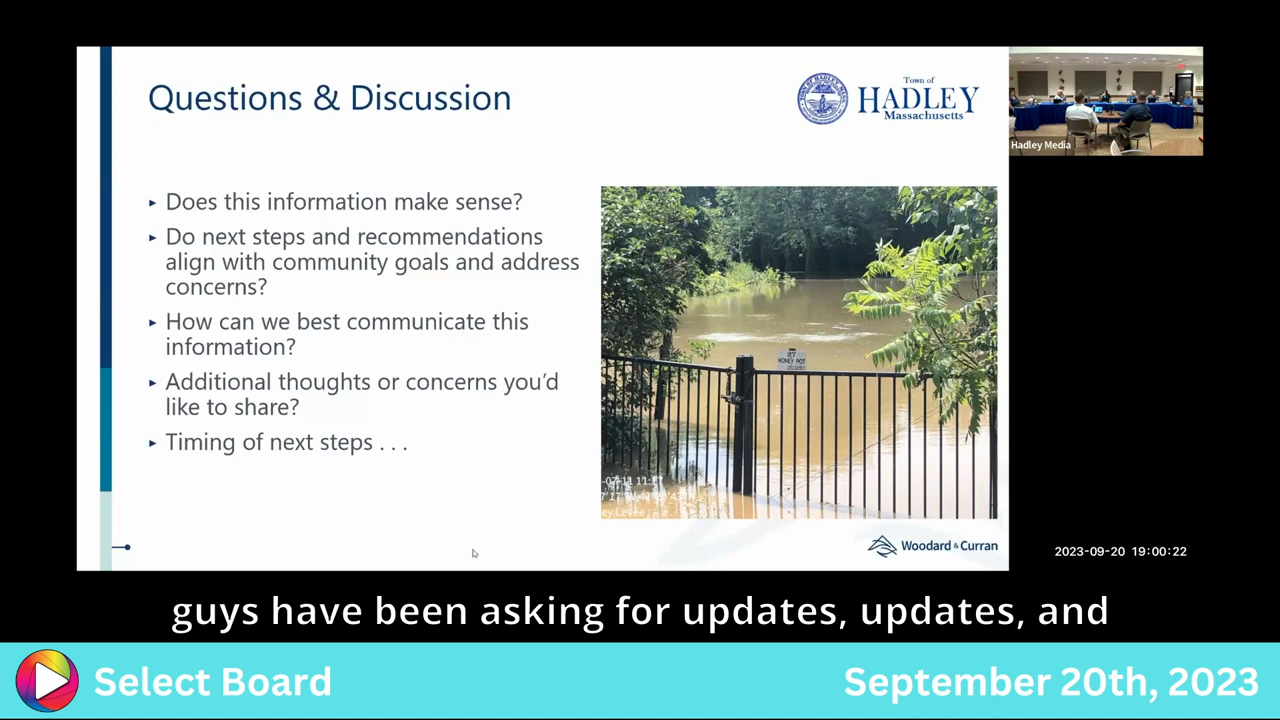 Questions & Discussion
Town of
HADLEY
Massachusetts
Hadley Media
▸ Does this information make sense?
▸ Do next steps and recommendations
align with community goals and address
concerns?
▸ How can we best communicate this
information?
▸ Additional thoughts or concerns you'd
like to share?
▸ Timing of next steps . . .
27
HONEY POT
Woodard & Curran
2023-09-20 19:00:22
guys have been asking for updates, updates, and
Select Board
September 20th, 2023